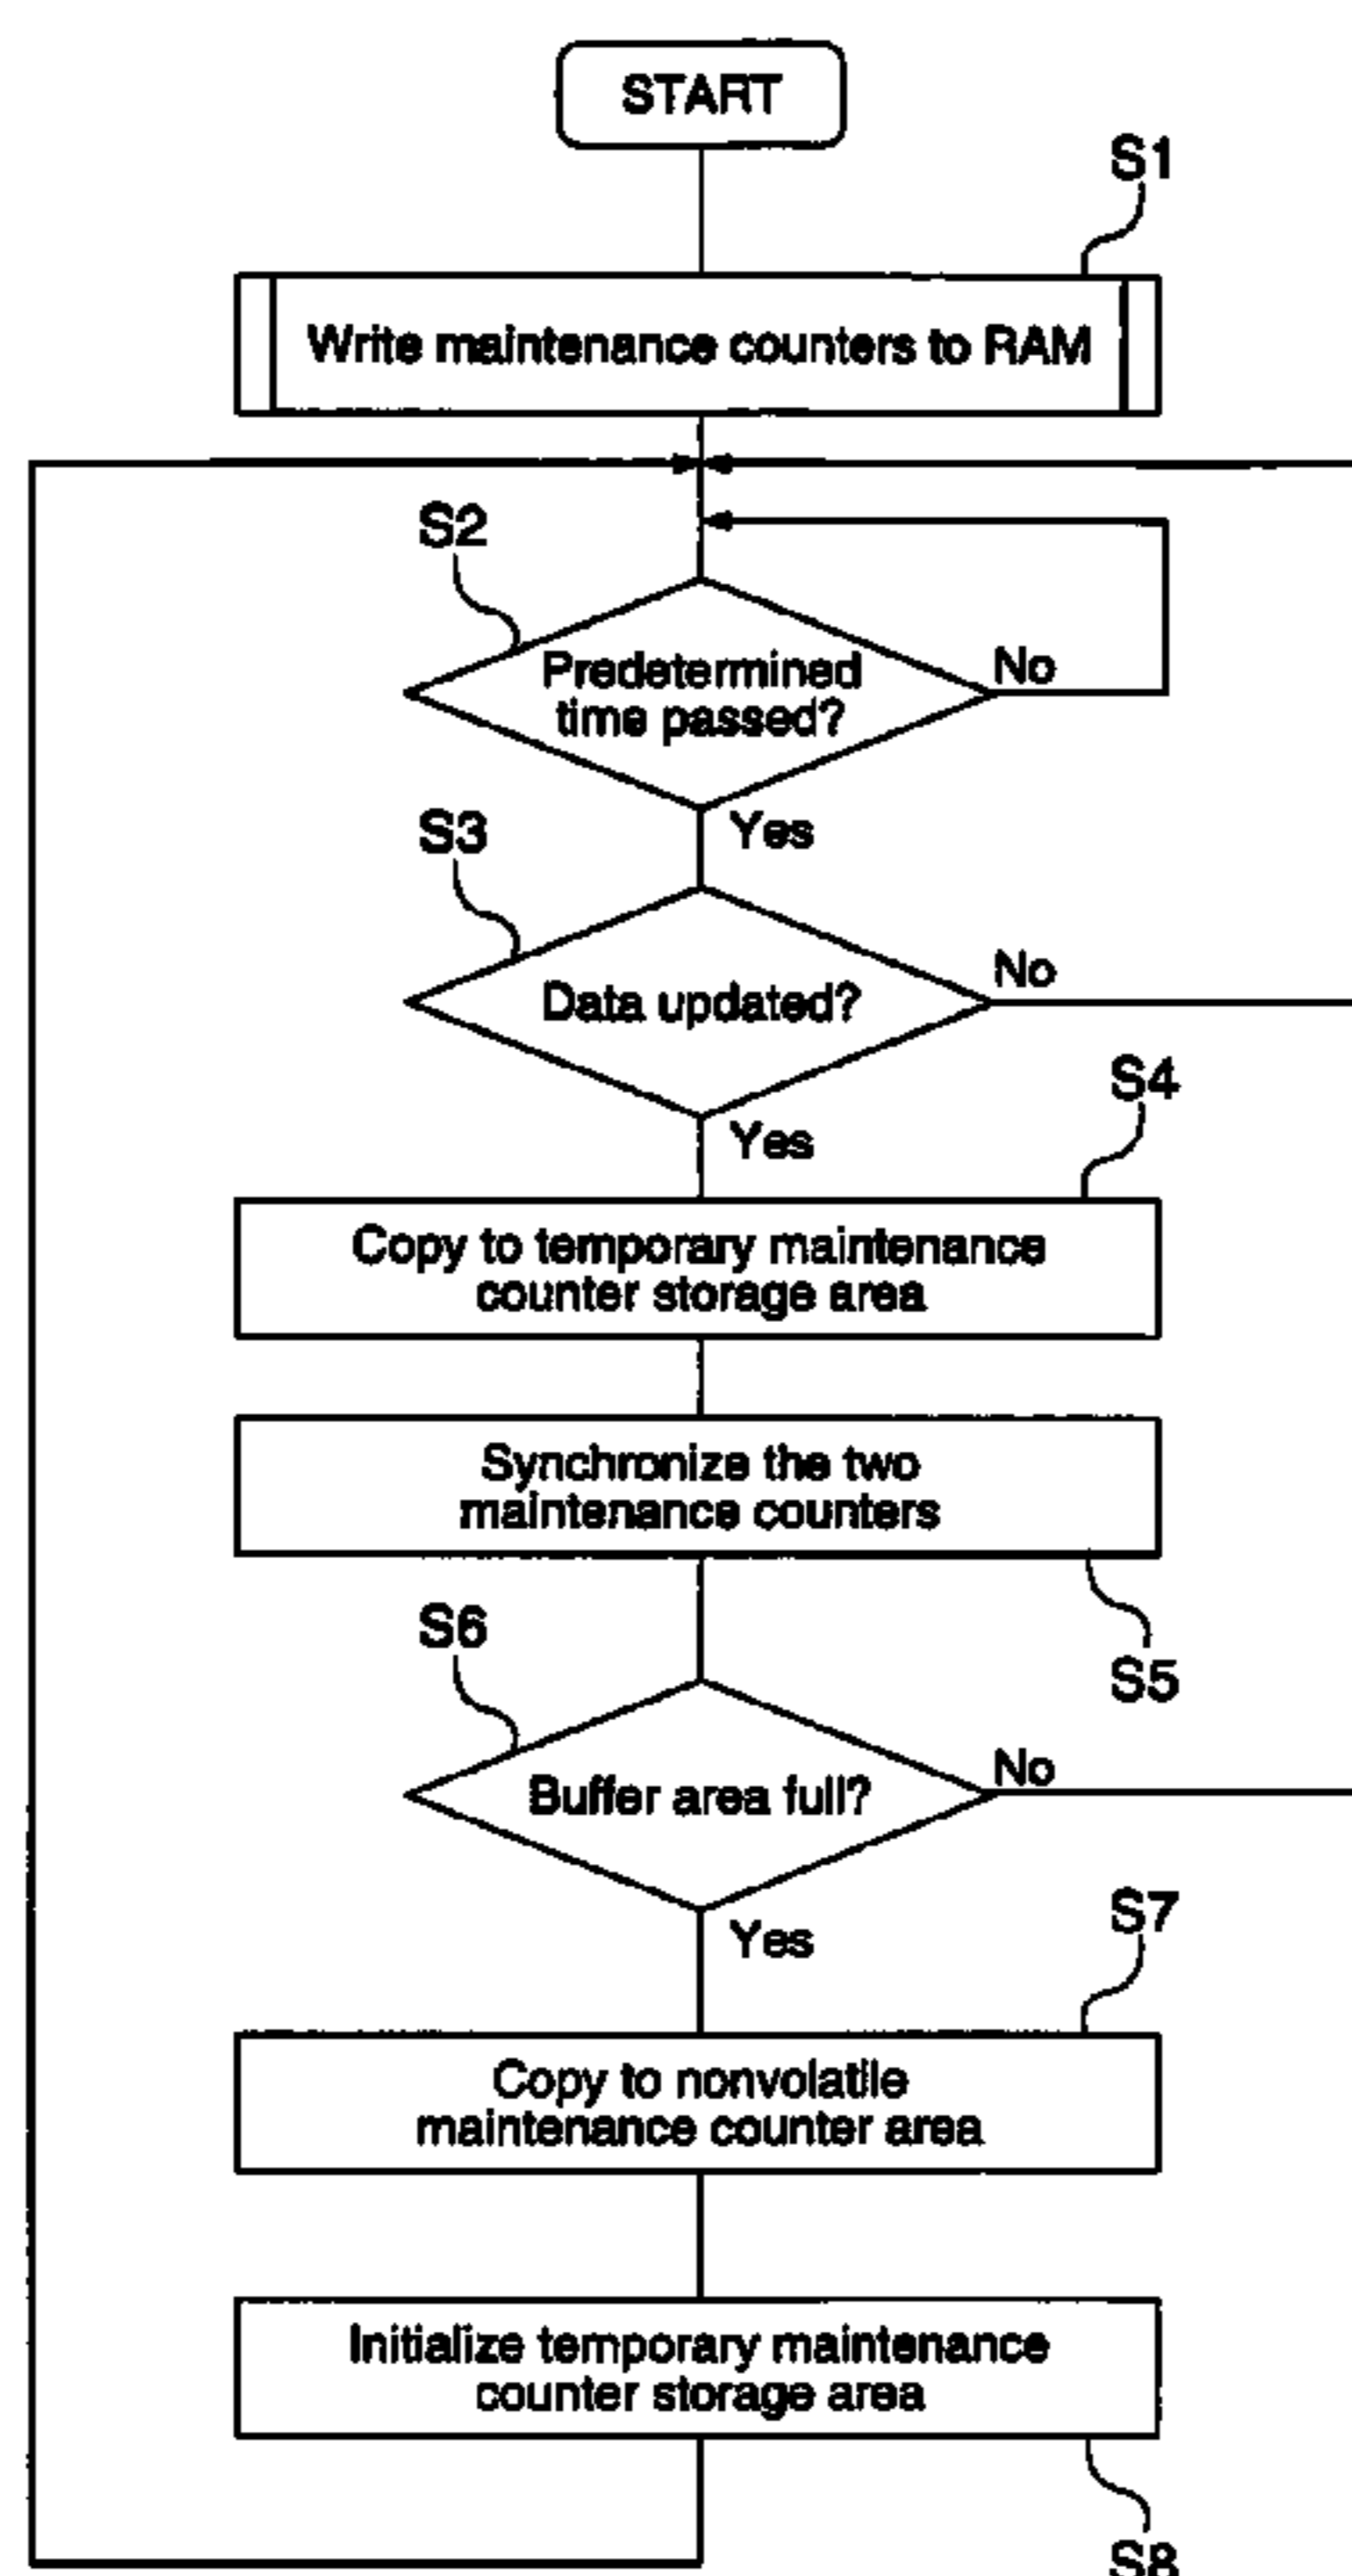 START
S1
Write maintenance counters to RAM
S2
Predetermined
time passed?
No
Yes
S3
Data updated?
No
Yes
S4
Copy to temporary maintenance
counter storage area
Synchronize the two
maintenance counters
S5
S6
Buffer area full?
No
Yes
S7
Copy to nonvolatile
maintenance counter area
Initialize temporary maintenance
counter storage area
S8